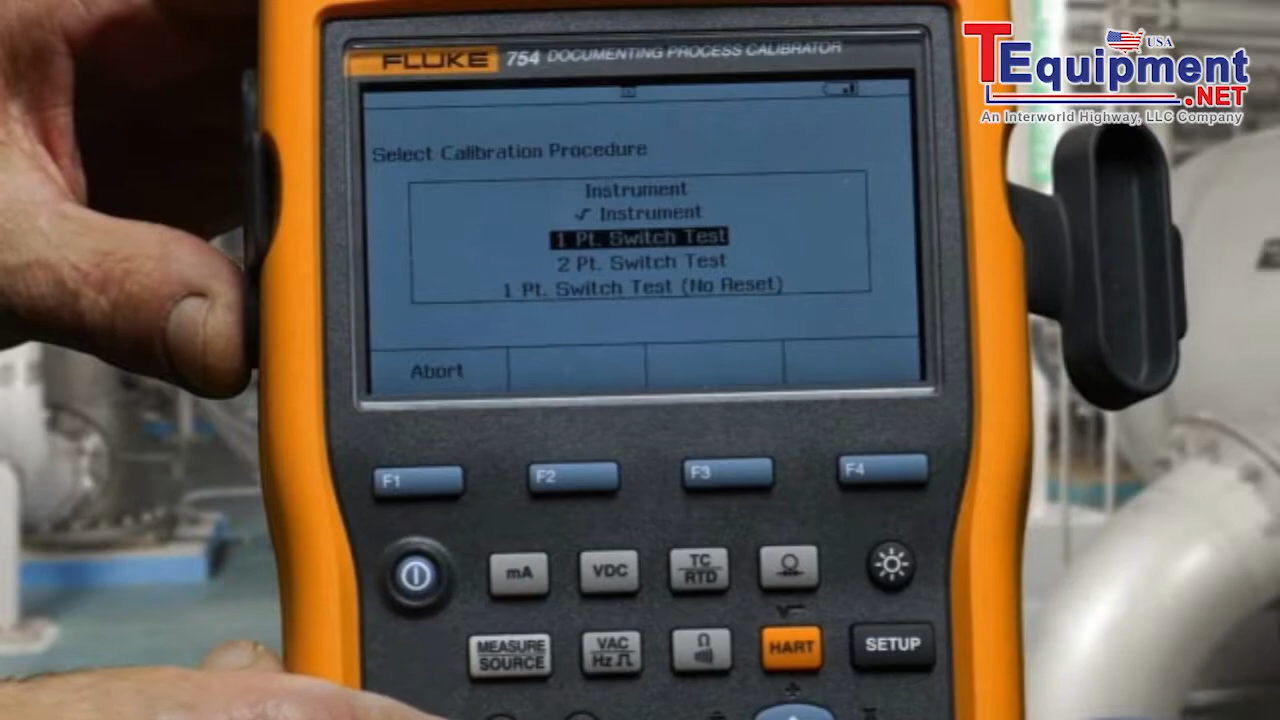 TEquipment
USA
.NET
An Interworld Highway, LLC Company
FLUKE 754 DOCUMENTING PROCESS CALIBRATOR
Select Calibration Procedure
Instrument
√ Instrument
1 Pt. Switch Test
2 Pt. Switch Test
1 Pt. Switch Test (No Reset)
Abort
F1 F2 F3 F4
mA VDC TC RTD
MEASURE SOURCE VAC Hz Ω HART SETUP